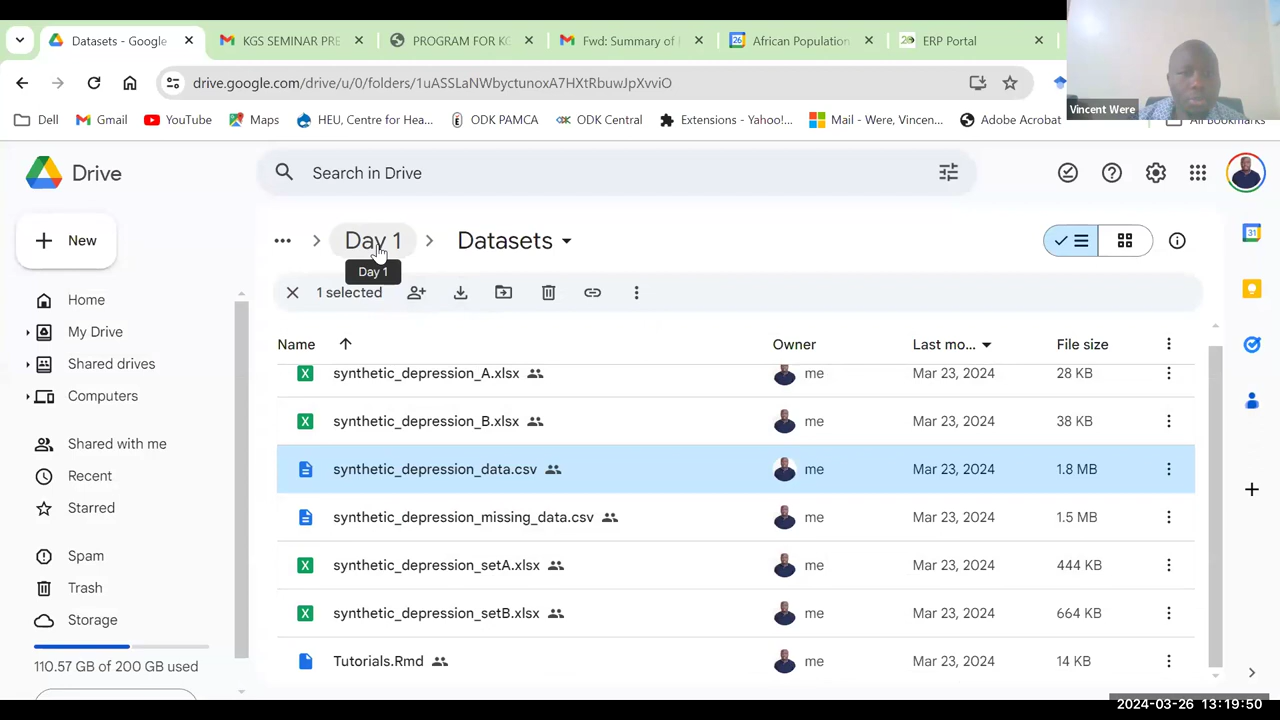 Datasets - Google
KGS SEMINAR PRE
PROGRAM FOR KG
Fwd: Summary of
African Population
ERP Portal
drive.google.com/drive/u/0/folders/1uASSLaNWbyctunoxA7HXtRbuwJpXvviO
Dell
Gmail
YouTube
Maps
HEU, Center Hea...
ODK PAMCA
ODK Central
Extensions - Yahoo!...
Mail - Were, Vincen...
Adobe Acrobat
All Bookmarks
Vincent Were
Drive
Search in Drive
New
Day 1
Datasets
Day 1
1 selected
Home
My Drive
Shared drives
Computers
Shared with me
Recent
Starred
Spam
Trash
Storage
110.57 GB of 200 GB used
Name Owner Last mo... File size
synthetic_depression_A.xlsx me Mar 23, 2024 28 KB
synthetic_depression_B.xlsx me Mar 23, 2024 38 KB
synthetic_depression_data.csv me Mar 23, 2024 1.8 MB
synthetic_depression_missing_data.csv me Mar 23, 2024 1.5 MB
synthetic_depression_setA.xlsx me Mar 23, 2024 444 KB
synthetic_depression_setB.xlsx me Mar 23, 2024 664 KB
Tutorials.Rmd me Mar 23, 2024 14 KB
31
2024-03-26 13:19:50